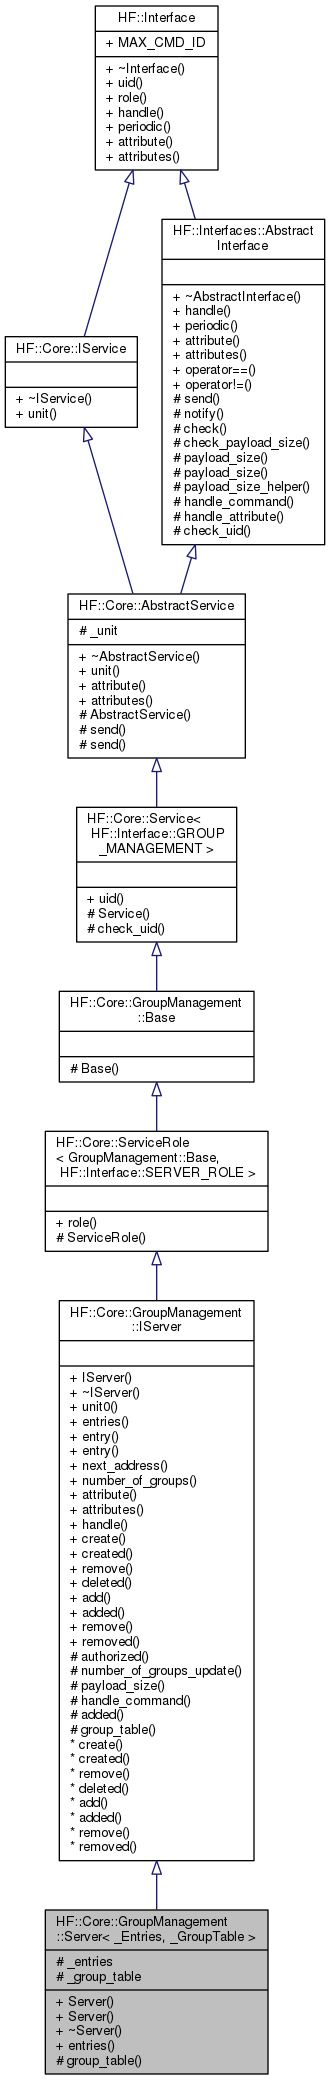 HF::Interface
+ MAX_CMD_ID
+ ~Interface()
+ uid()
+ role()
+ handle()
+ periodic()
+ attribute()
+ attributes()
HF::Interfaces::Abstract
Interface
+ ~AbstractInterface()
+ handle()
+ periodic()
+ attribute()
+ attributes()
+ operator==()
+ operator!=()
# send()
# notify()
# check()
# check_payload_size()
# payload_size()
# payload_size()
# payload_size_helper()
# handle_command()
# handle_attribute()
# check_uid()
HF::Core::IService
+ ~IService()
+ unit()
HF::Core::AbstractService
# _unit
+ ~AbstractService()
+ unit()
+ attribute()
+ attributes()
# AbstractService()
# send()
# send()
HF::Core::Service<
HF::Interface::GROUP
_MANAGEMENT >
+ uid()
# Service()
# check_uid()
HF::Core::GroupManagement
::Base
# Base()
HF::Core::ServiceRole
< GroupManagement::Base,
HF::Interface::SERVER_ROLE >
+ role()
# ServiceRole()
HF::Core::GroupManagement
::IServer
+ IServer()
+ ~IServer()
+ unit0()
+ entries()
+ entry()
+ entry()
+ next_address()
+ number_of_groups()
+ attribute()
+ attributes()
+ handle()
+ create()
+ created()
+ remove()
+ deleted()
+ add()
+ added()
+ remove()
+ removed()
# authorized()
# number_of_groups_update()
# payload_size()
# handle_command()
# added()
# group_table()
* create()
* created()
* remove()
* deleted()
* add()
* added()
* remove()
* removed()
HF::Core::GroupManagement
::Server< _Entries, _GroupTable >
# _entries
# _group_table
+ Server()
+ Server()
+ ~Server()
+ entries()
# group_table()